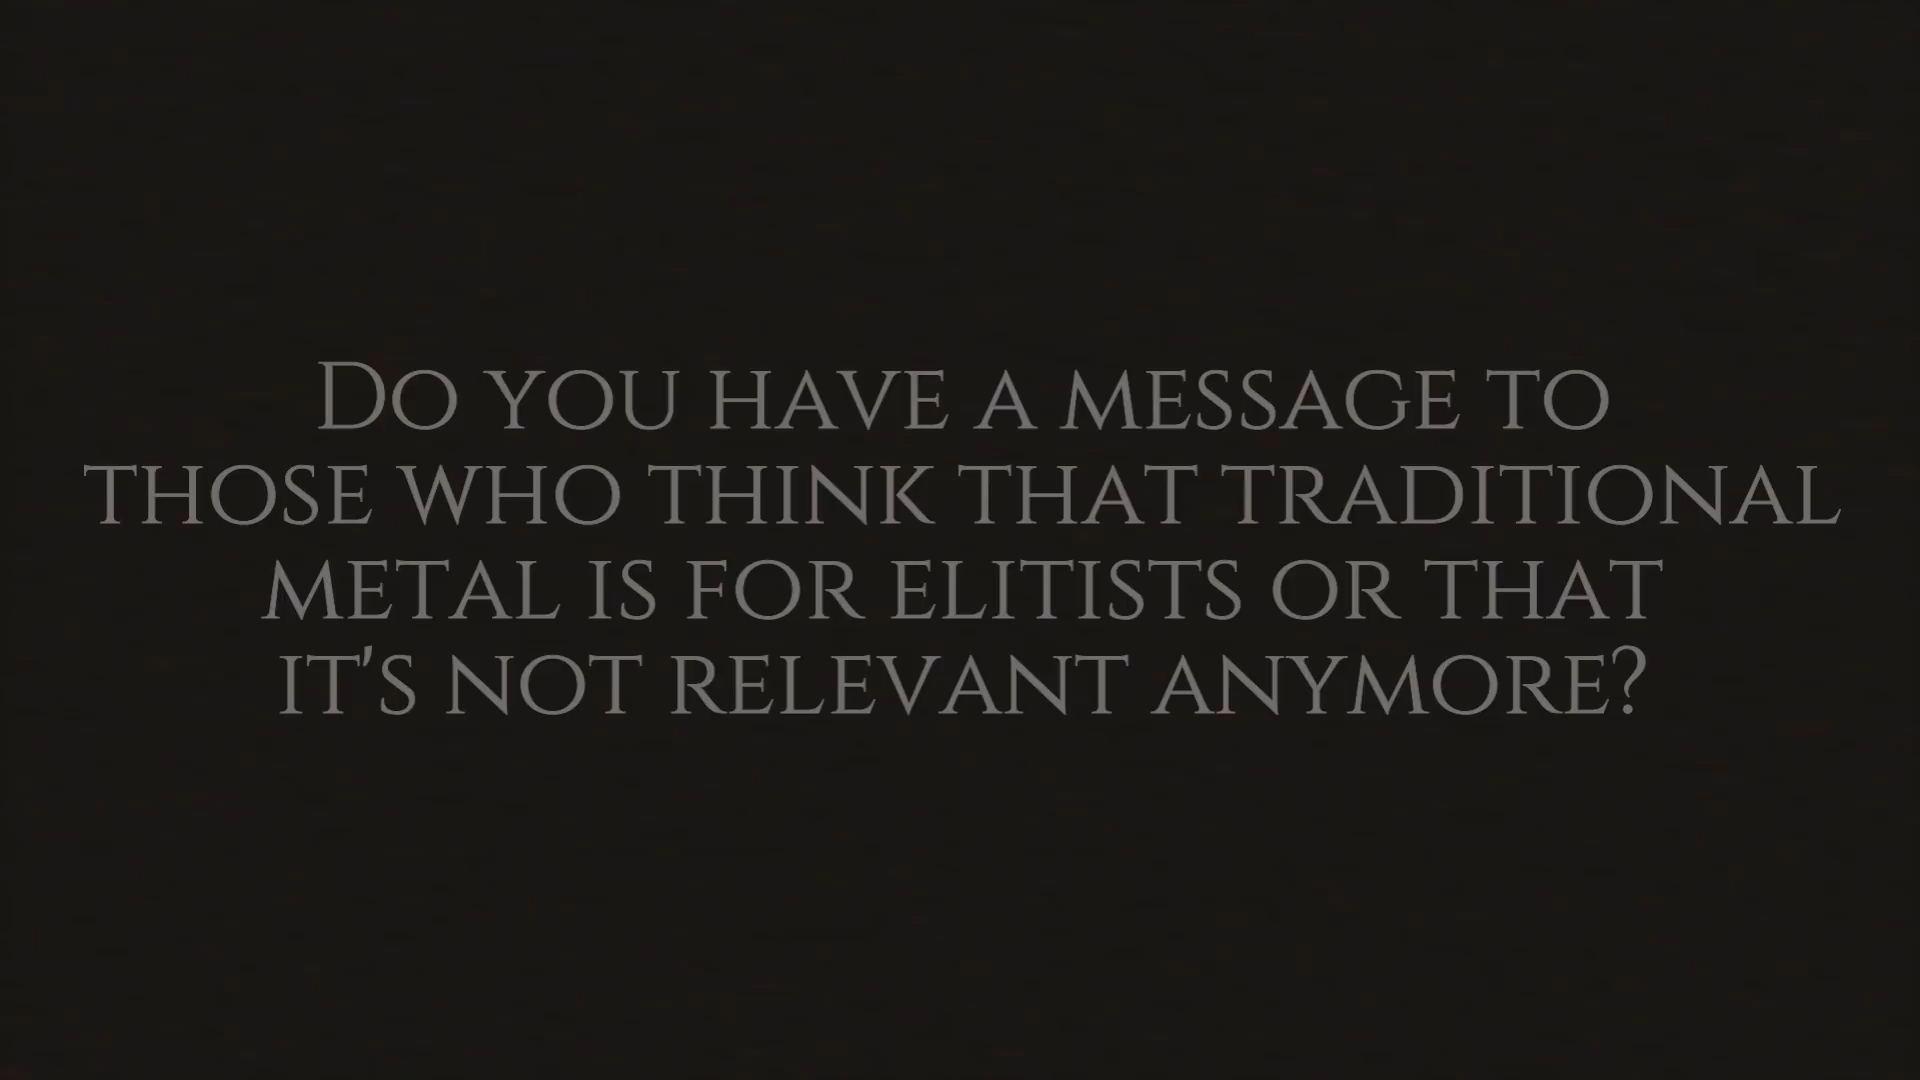 Do you have a message to
those who think that traditional
metal is for elitists or that
it's not relevant anymore?